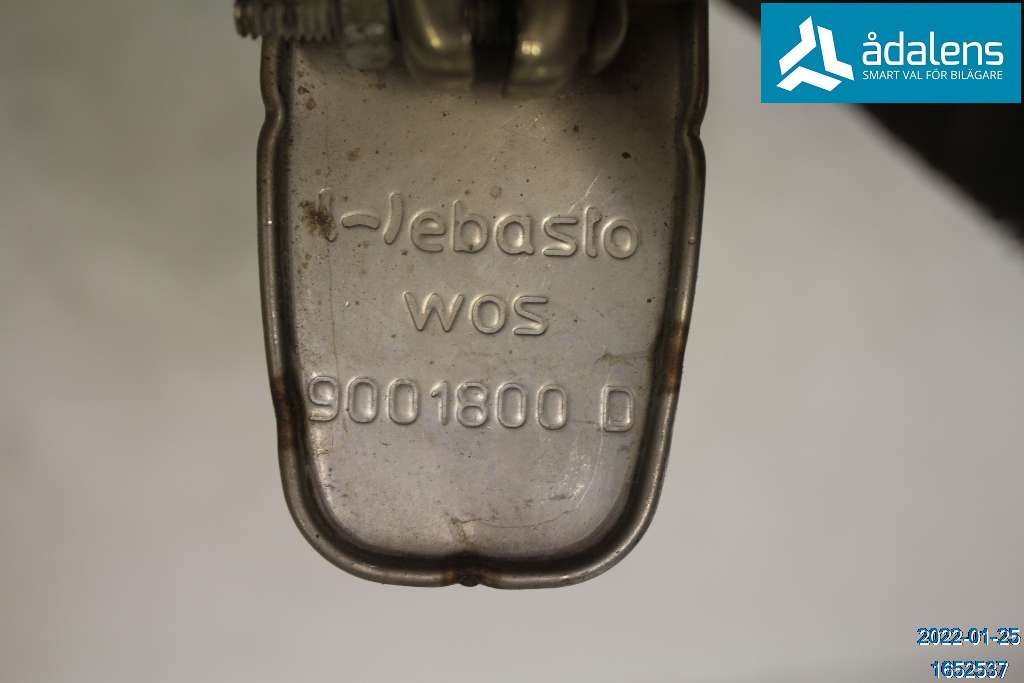 ådalens
SMART VAL FÖR BILÄGARE
Webasto
WOS
9001800 D
2022-01-25
1652537